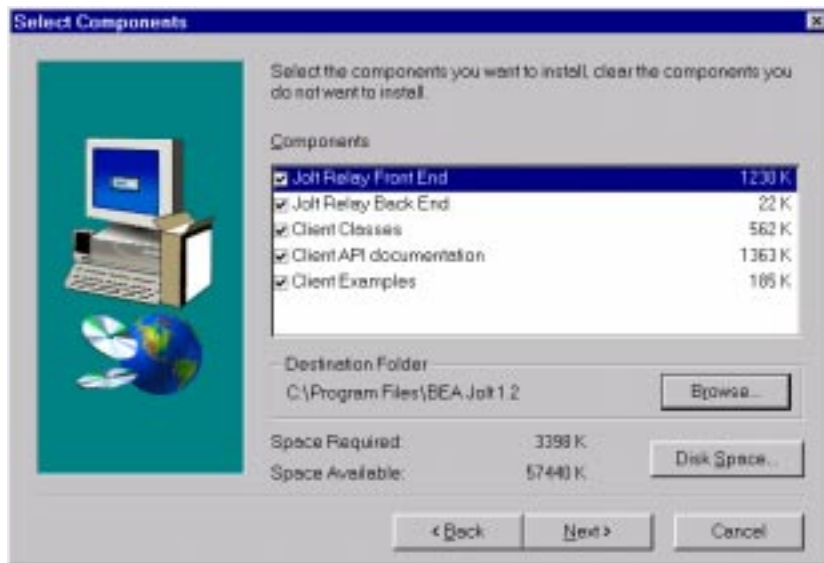 Select Components
Select the components you want to install, clear the components you
do not want to install.
Components
Jolt Relay Front End 1230 K
Jolt Relay Back End 22 K
Client Classes 562 K
Client API documentation 1363 K
Client Examples 185 K
Destination Folder
C:\Program Files\BEA Jolt 1.2
Browse...
Space Required: 3398 K
Space Available: 57440 K
Disk Space...
< Back
Next >
Cancel